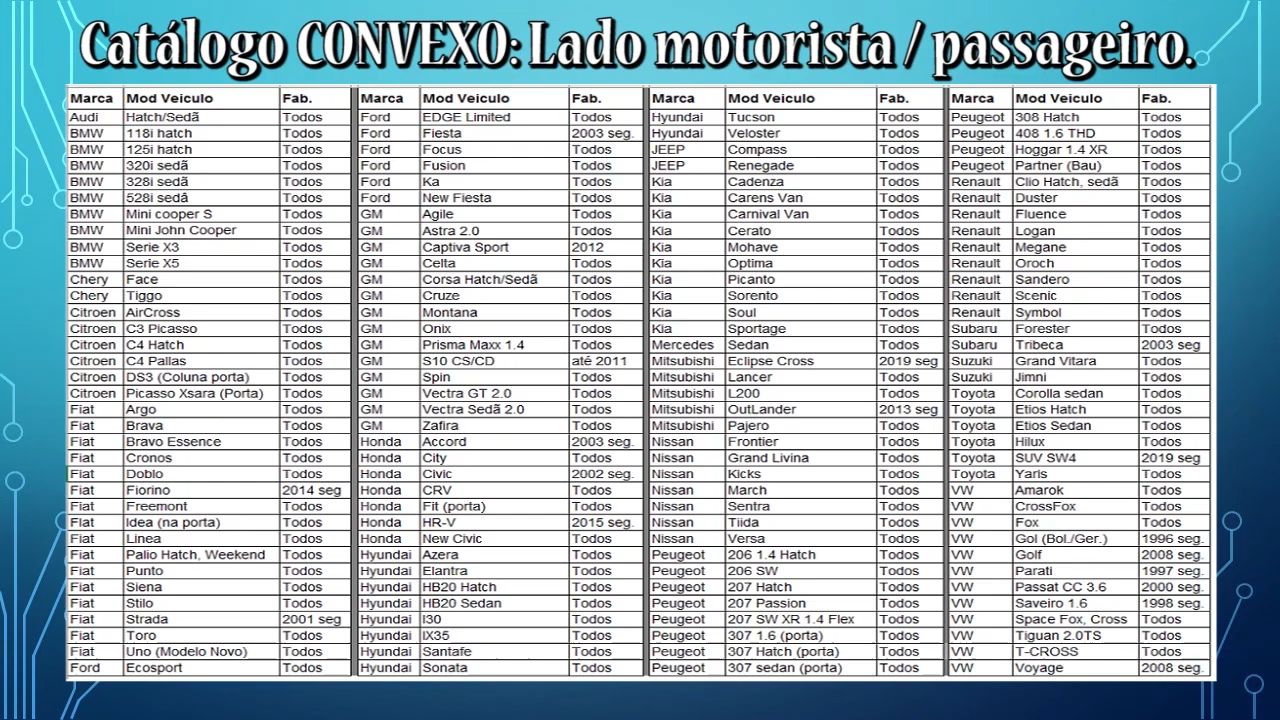 Catálogo CONVEXO: Lado motorista / passageiro.
Marca Mod Veiculo Fab. Marca Mod Veiculo Fab. Marca Mod Veiculo Fab. Marca Mod Veiculo Fab.
Audi Hatch/Sedã Todos Ford EDGE Limited Todos Hyundai Tucson Todos Peugeot 308 Hatch Todos
BMW 118i hatch Todos Ford Fiesta 2003 seg. Hyundai Veloster Todos Peugeot 408 1.6 THD Todos
BMW 125i hatch Todos Ford Focus Todos JEEP Compass Todos Peugeot Hoggar 1.4 XR Todos
BMW 320i sedã Todos Ford Fusion Todos JEEP Renegade Todos Peugeot Partner (Bau) Todos
BMW 328i sedã Todos Ford Ka Todos Kia Cadenza Todos Renault Clio Hatch, sedã Todos
BMW 528i sedã Todos Ford New Fiesta Todos Kia Carens Van Todos Renault Duster Todos
BMW Mini cooper S Todos GM Agile Todos Kia Carnival Van Todos Renault Fluence Todos
BMW Mini John Cooper Todos GM Astra 2.0 Todos Kia Cerato Todos Renault Logan Todos
BMW Serie X3 Todos GM Captiva Sport 2012 Kia Mohave Todos Renault Megane Todos
BMW Serie X5 Todos GM Celta Todos Kia Optima Todos Renault Oroch Todos
Chery Face Todos GM Corsa Hatch/Sedã Todos Kia Picanto Todos Renault Sandero Todos
Chery Tiggo Todos GM Cruze Todos Kia Sorento Todos Renault Scenic Todos
Citroen AirCross Todos GM Montana Todos Kia Soul Todos Renault Symbol Todos
Citroen C3 Picasso Todos GM Onix Todos Kia Sportage Todos Subaru Forester Todos
Citroen C4 Hatch Todos GM Prisma Maxx 1.4 Todos Mercedes Sedan Todos Subaru Tribeca 2003 seg
Citroen C4 Pallas Todos GM S10 CS/CD até 2011 Mitsubishi Eclipse Cross 2019 seg Suzuki Grand Vitara Todos
Citroen DS3 (Coluna porta) Todos GM Spin Todos Mitsubishi Lancer Todos Suzuki Jimni Todos
Citroen Picasso Xsara (Porta) Todos GM Vectra GT 2.0 Todos Mitsubishi L200 Todos Toyota Corolla sedan Todos
Fiat Argo Todos GM Vectra Sedã 2.0 Todos Mitsubishi OutLander 2013 seg Toyota Etios Hatch Todos
Fiat Brava Todos GM Zafira Todos Mitsubishi Pajero Todos Toyota Etios Sedan Todos
Fiat Bravo Essence Todos Honda Accord 2003 seg. Nissan Frontier Todos Toyota Hilux Todos
Fiat Cronos Todos Honda City Todos Nissan Grand Livina Todos Toyota SUV SW4 2019 seg
Fiat Doblo Todos Honda Civic 2002 seg. Nissan Kicks Todos Toyota Yaris Todos
Fiat Fiorino 2014 seg Honda CRV Todos Nissan March Todos VW Amarok Todos
Fiat Freemont Todos Honda Fit (porta) Todos Nissan Sentra Todos VW CrossFox Todos
Fiat Idea (na porta) Todos Honda HR-V 2015 seg. Nissan Tiida Todos VW Fox Todos
Fiat Linea Todos Honda New Civic Todos Nissan Versa Todos VW Gol (Bol./Ger.) 1996 seg.
Fiat Palio Hatch, Weekend Todos Hyundai Azera Todos Peugeot 206 1.4 Hatch Todos VW Golf 2008 seg.
Fiat Punto Todos Hyundai Elantra Todos Peugeot 206 SW Todos VW Parati 1997 seg.
Fiat Siena Todos Hyundai HB20 Hatch Todos Peugeot 207 Hatch Todos VW Passat CC 3.6 2000 seg.
Fiat Stilo Todos Hyundai HB20 Sedan Todos Peugeot 207 Passion Todos VW Saveiro 1.6 1998 seg.
Fiat Strada 2001 seg Hyundai I30 Todos Peugeot 207 SW XR 1.4 Flex Todos VW Space Fox, Cross Todos
Fiat Toro Todos Hyundai IX35 Todos Peugeot 307 1.6 (porta) Todos VW Tiguan 2.0TS Todos
Fiat Uno (Modelo Novo) Todos Hyundai Santafe Todos Peugeot 307 Hatch (porta) Todos VW T-CROSS Todos
Ford Ecosport Todos Hyundai Sonata Todos Peugeot 307 sedan (porta) Todos VW Voyage 2008 seg.